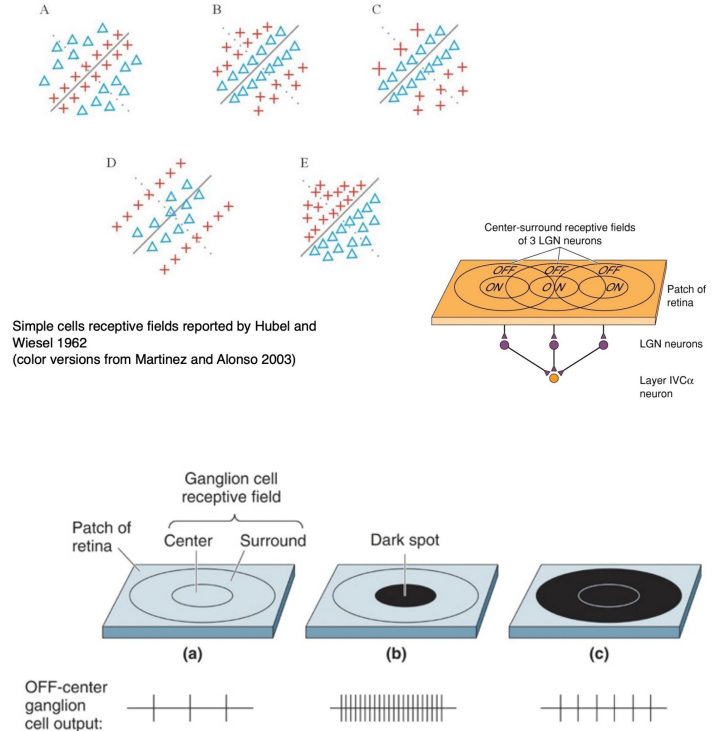 A
B
C
D
E
Simple cells receptive fields reported by Hubel and
Wiesel 1962
(color versions from Martinez and Alonso 2003)
Center-surround receptive fields
of 3 LGN neurons
OFF OFF OFF
ON ON ON
Patch of
retina
LGN neurons
Layer IVCα
neuron
Ganglion cell
receptive field
Patch of
retina
Center Surround
Dark spot
(a) (b) (c)
OFF-center
ganglion
cell output: